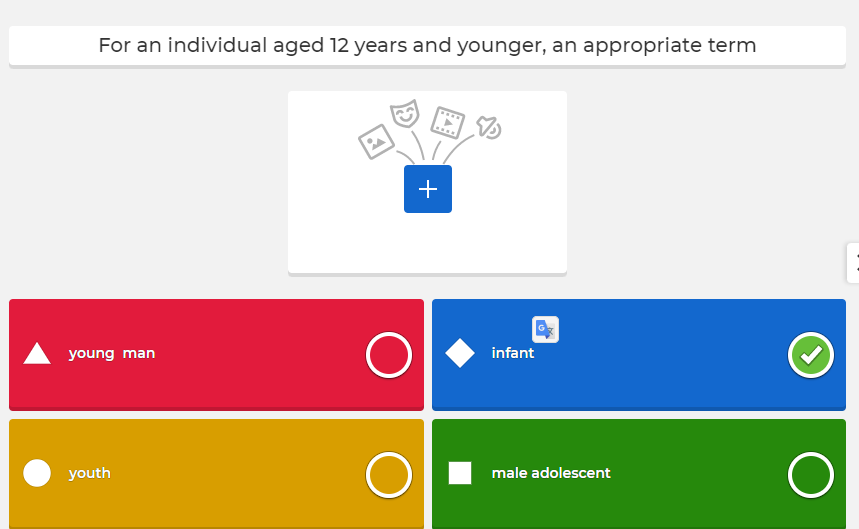 For an individual aged 12 years and younger, an appropriate term
young  man
infant
youth
male adolescent